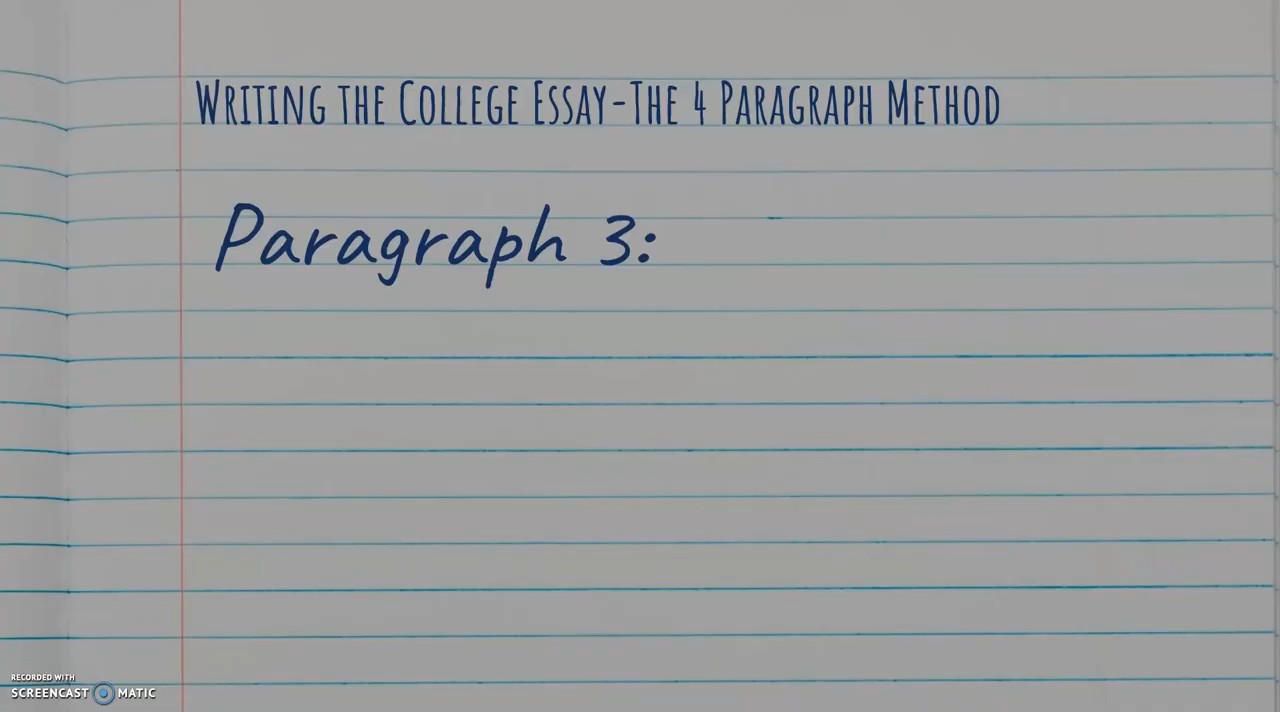 Writing the College Essay-The 4 Paragraph Method
Paragraph 3:
RECORDED WITH
SCREENCAST MATIC